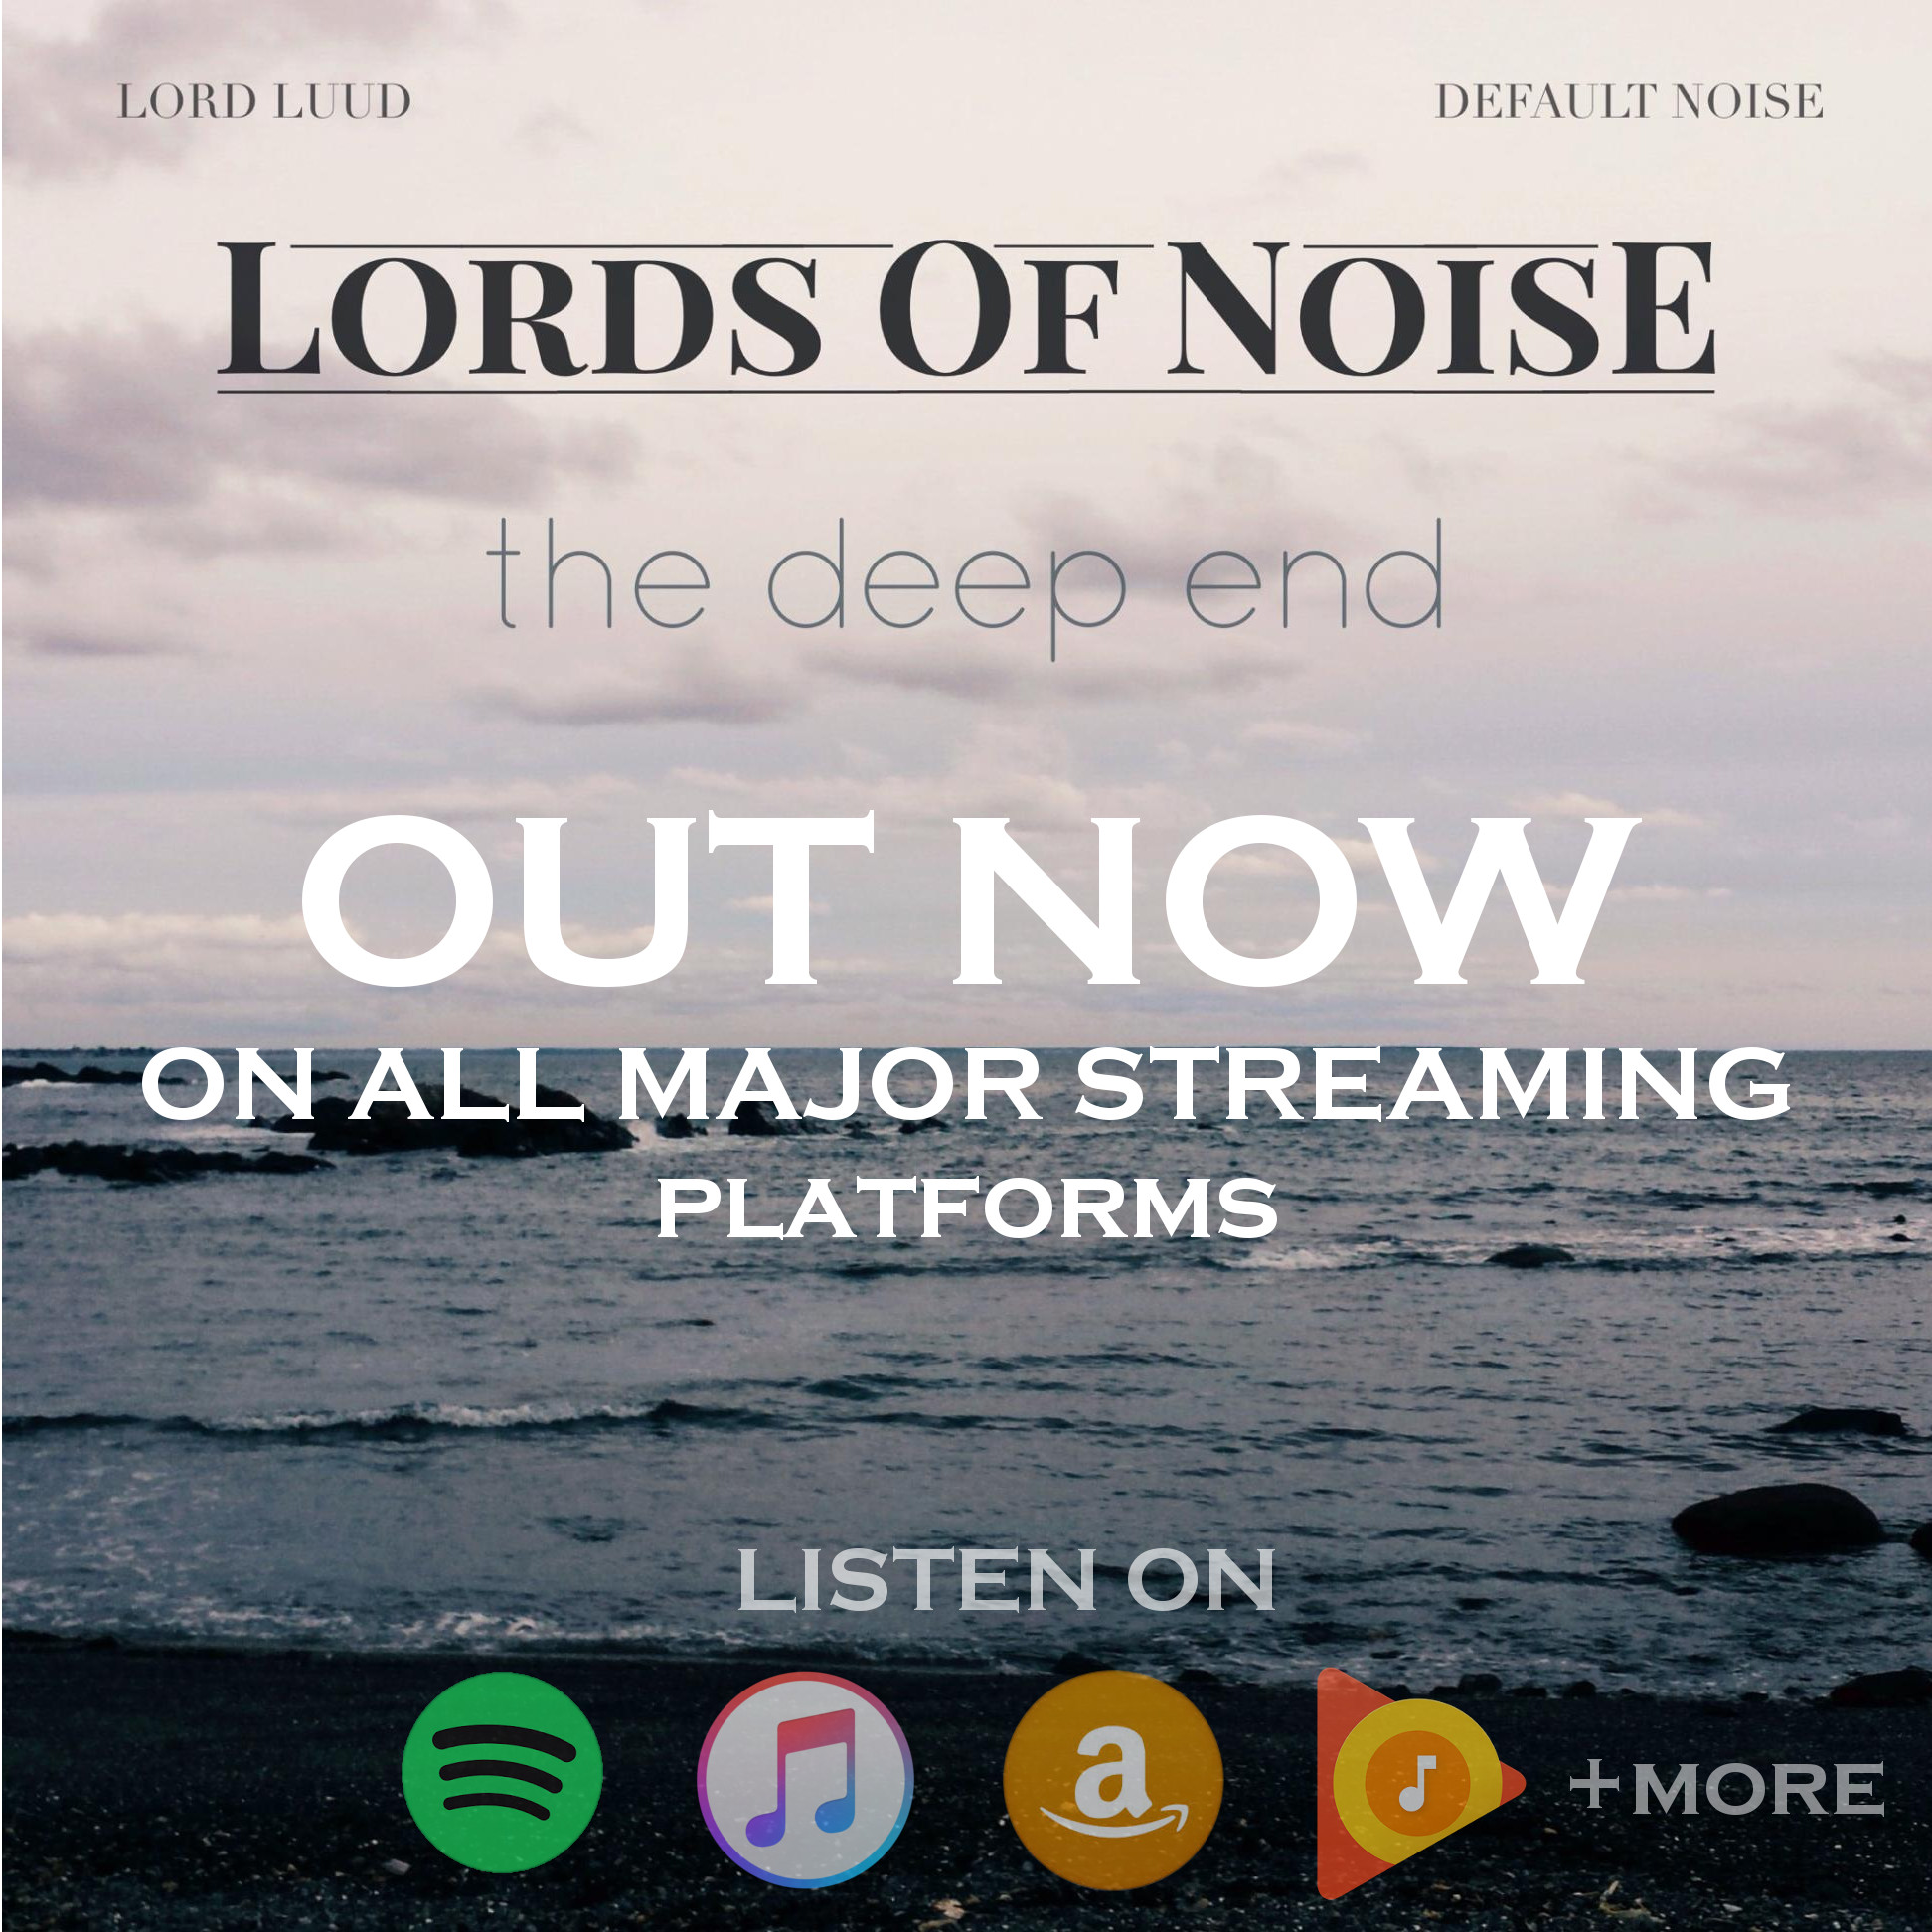 LORD LUUD
DEFAULT NOISE
LORDS OF NOISE
the deep end
OUT NOW
ON ALL MAJOR STREAMING
PLATFORMS
LISTEN ON
a
+MORE